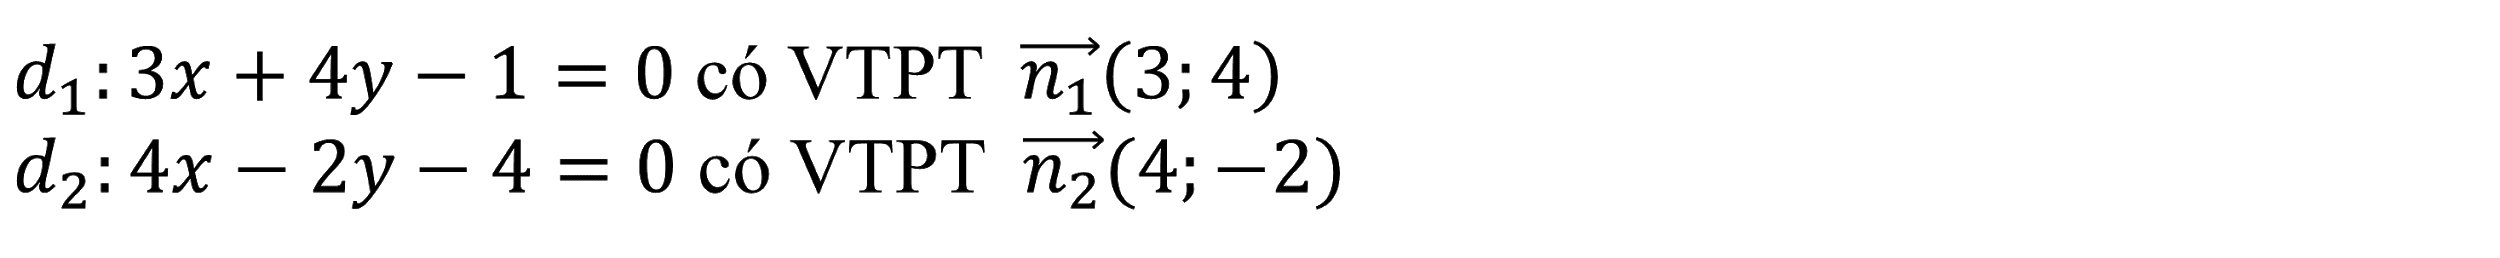 d₁: 3x + 4y − 1 = 0 có VTPT n₁⃗(3; 4)
d₂: 4x − 2y − 4 = 0 có VTPT n₂⃗(4; −2)